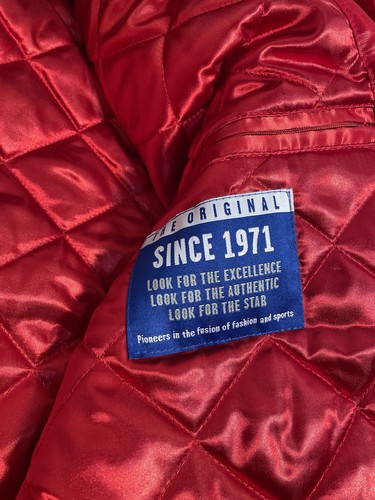 THE ORIGINAL
SINCE 1971
LOOK FOR THE EXCELLENCE
LOOK FOR THE AUTHENTIC
LOOK FOR THE STAR
Pioneers in the fusion of fashion and sports